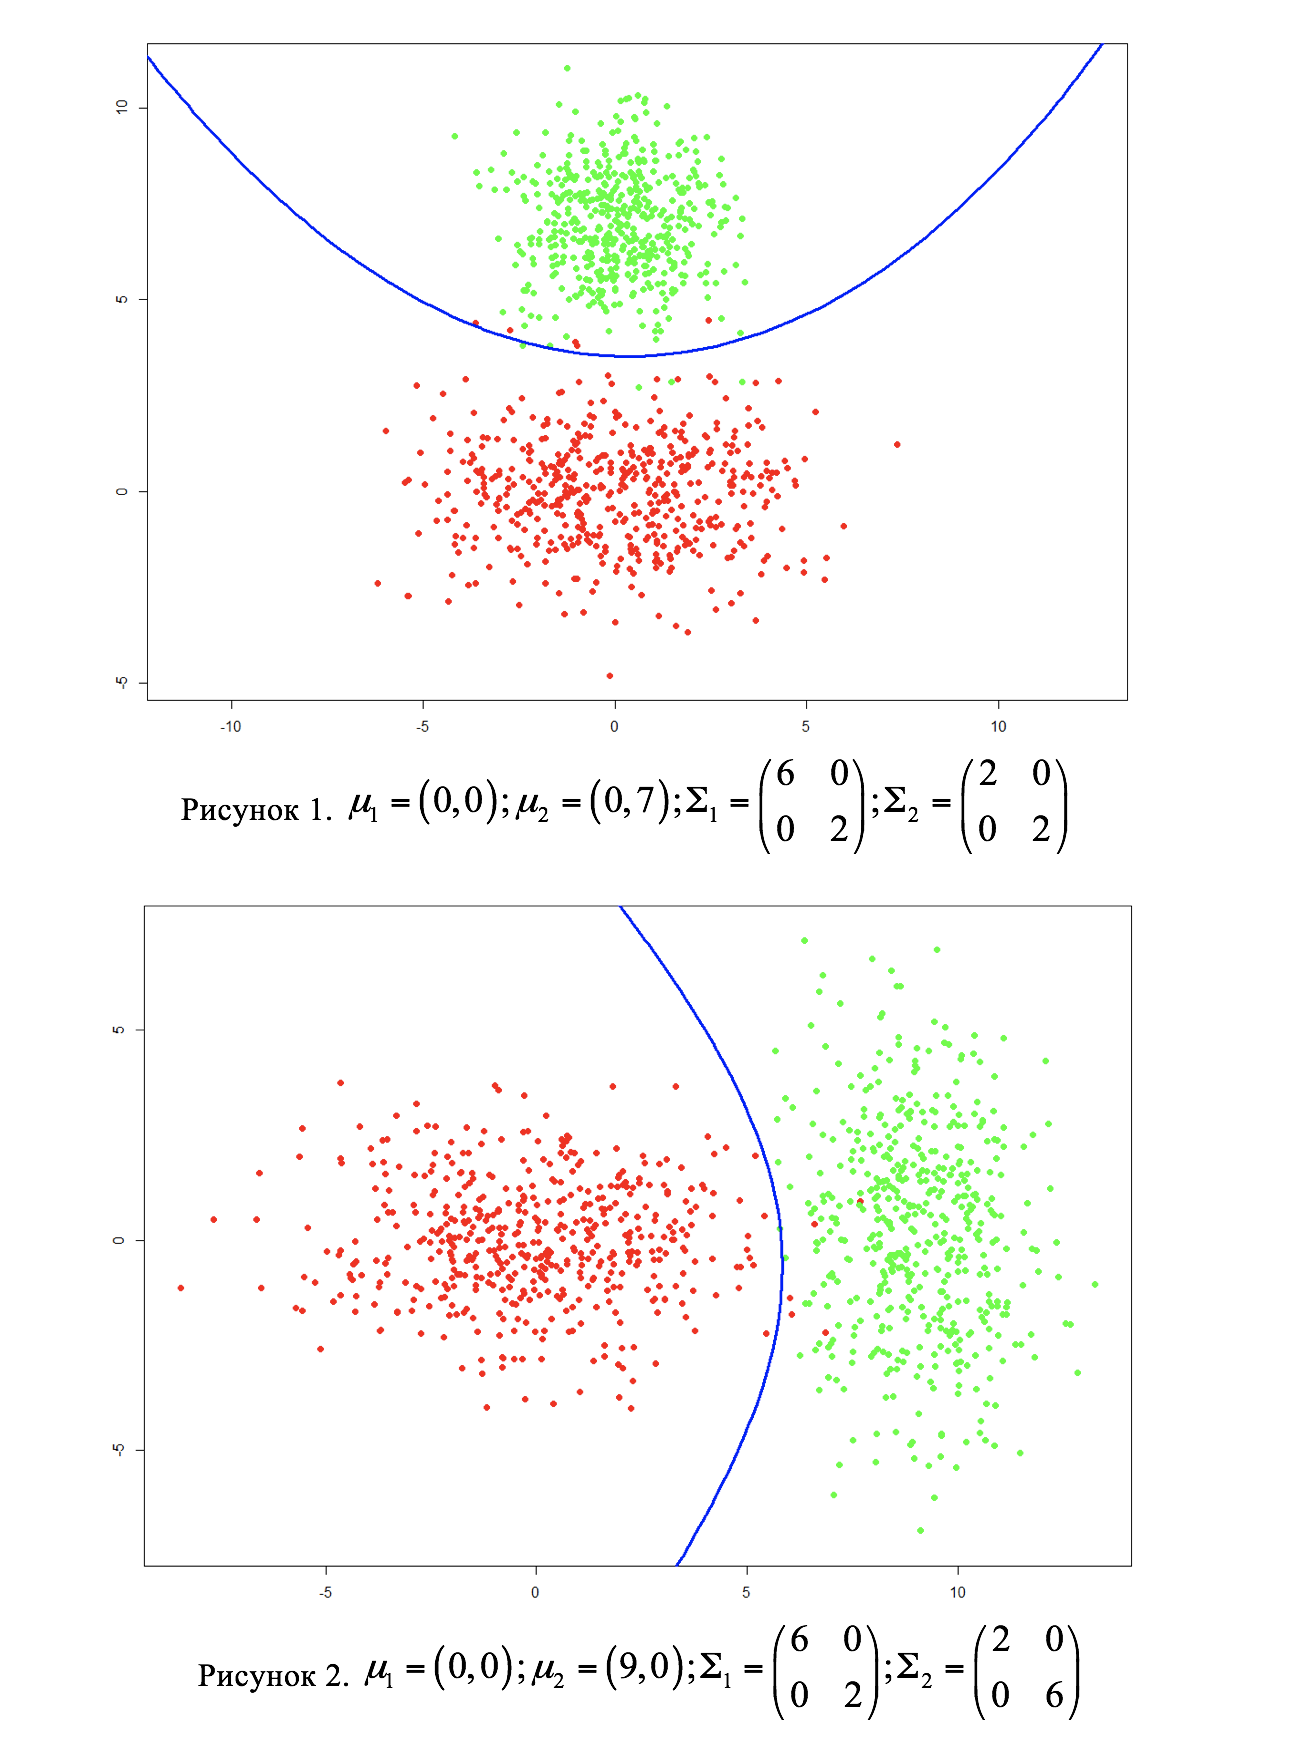 10
5
0
-5
-10 -5 0 5 10
Рисунок 1. μ₁ = (0,0); μ₂ = (0,7); Σ₁ = (6 0; 0 2); Σ₂ = (2 0; 0 2)
5
0
-5
-5 0 5 10
Рисунок 2. μ₁ = (0,0); μ₂ = (9,0); Σ₁ = (6 0; 0 2); Σ₂ = (2 0; 0 6)